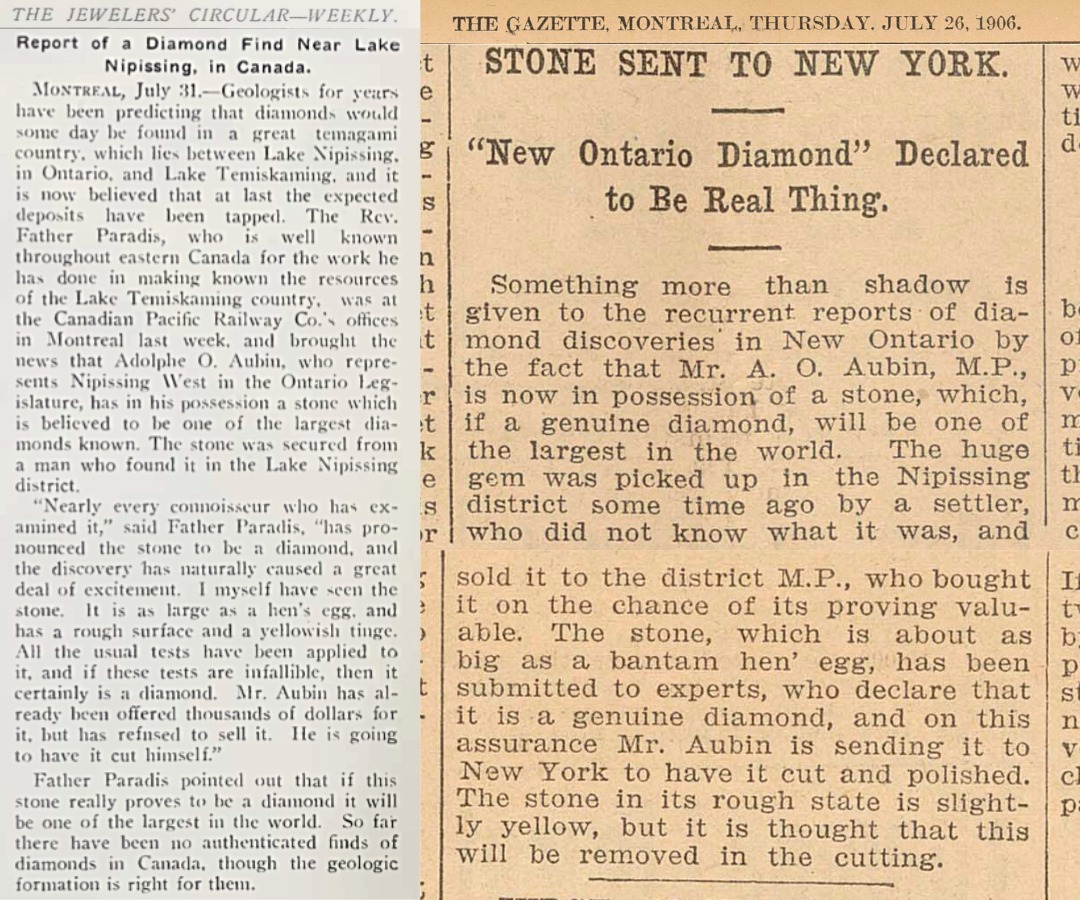 THE JEWELERS' CIRCULAR—WEEKLY.
Report of a Diamond Find Near Lake
Nipissing, in Canada.
MONTREAL, July 31.—Geologists for years
have been predicting that diamonds would
some day be found in a great temagami
country, which lies between Lake Nipissing,
in Ontario, and Lake Temiskaming, and it
is now believed that at last the expected
deposits have been tapped. The Rev.
Father Paradis, who is well known
throughout eastern Canada for the work he
has done in making known the resources
of the Lake Temiskaming country, was at
the Canadian Pacific Railway Co.'s offices
in Montreal last week, and brought the
news that Adolphe O. Aubin, who repre-
sents Nipissing West in the Ontario Leg-
islature, has in his possession a stone which
is believed to be one of the largest dia-
monds known. The stone was secured from
a man who found it in the Lake Nipissing
district.
"Nearly every connoisseur who has ex-
amined it," said Father Paradis, "has pro-
nounced the stone to be a diamond, and
the discovery has naturally caused a great
deal of excitement. I myself have seen the
stone. It is as large as a hen's egg, and
has a rough surface and a yellowish tinge.
All the usual tests have been applied to
it, and if these tests are infallible, then it
certainly is a diamond. Mr. Aubin has al-
ready been offered thousands of dollars for
it, but has refused to sell it. He is going
to have it cut himself."
Father Paradis pointed out that if this
stone really proves to be a diamond it will
be one of the largest in the world. So far
there have been no authenticated finds of
diamonds in Canada, though the geologic
formation is right for them.
THE GAZETTE, MONTREAL, THURSDAY. JULY 26, 1906.
STONE SENT TO NEW YORK.
"New Ontario Diamond" Declared
to Be Real Thing.
Something more than shadow is
given to the recurrent reports of dia-
mond discoveries in New Ontario by
the fact that Mr. A. O. Aubin, M.P.,
is now in possession of a stone, which,
if a genuine diamond, will be one of
the largest in the world. The huge
gem was picked up in the Nipissing
district some time ago by a settler,
who did not know what it was, and
sold it to the district M.P., who bought
it on the chance of its proving valu-
able. The stone, which is about as
big as a bantam hen' egg, has been
submitted to experts, who declare that
it is a genuine diamond, and on this
assurance Mr. Aubin is sending it to
New York to have it cut and polished.
The stone in its rough state is slight-
ly yellow, but it is thought that this
will be removed in the cutting.